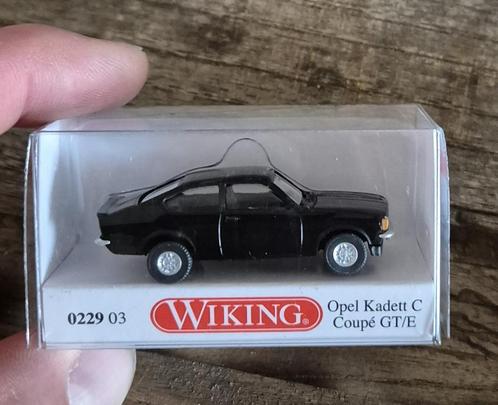 0229 03
WIKING®
Opel Kadett C
Coupé GT/E